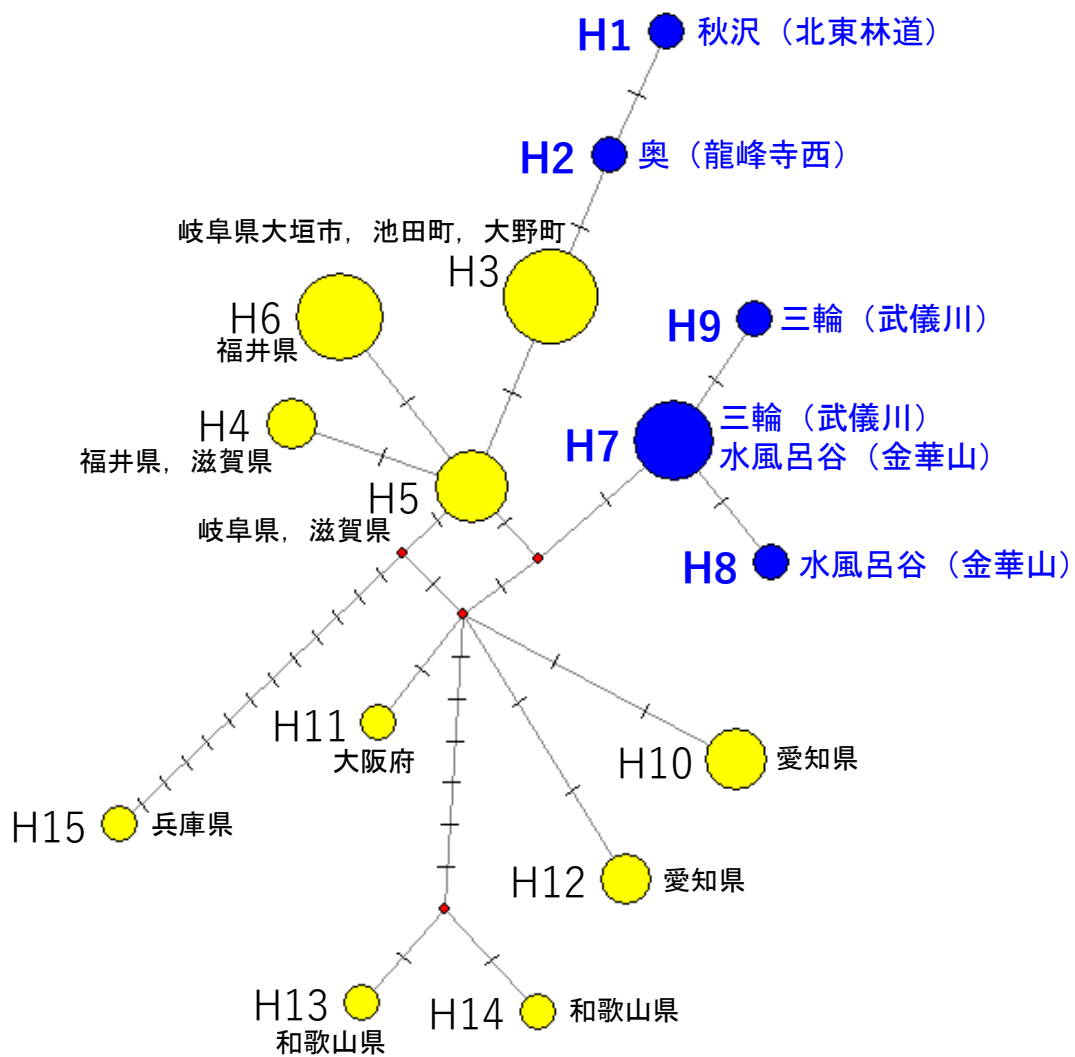 H1 秋沢（北東林道）
H2 奥（龍峰寺西）
岐阜県大垣市，池田町，大野町
H3
H6
福井県
H9 三輪（武儀川）
H4
福井県，滋賀県
H7 三輪（武儀川）
水風呂谷（金華山）
H5
岐阜県，滋賀県
H8 水風呂谷（金華山）
H11
大阪府
H10 愛知県
H15 兵庫県
H12 愛知県
H13
和歌山県
H14 和歌山県